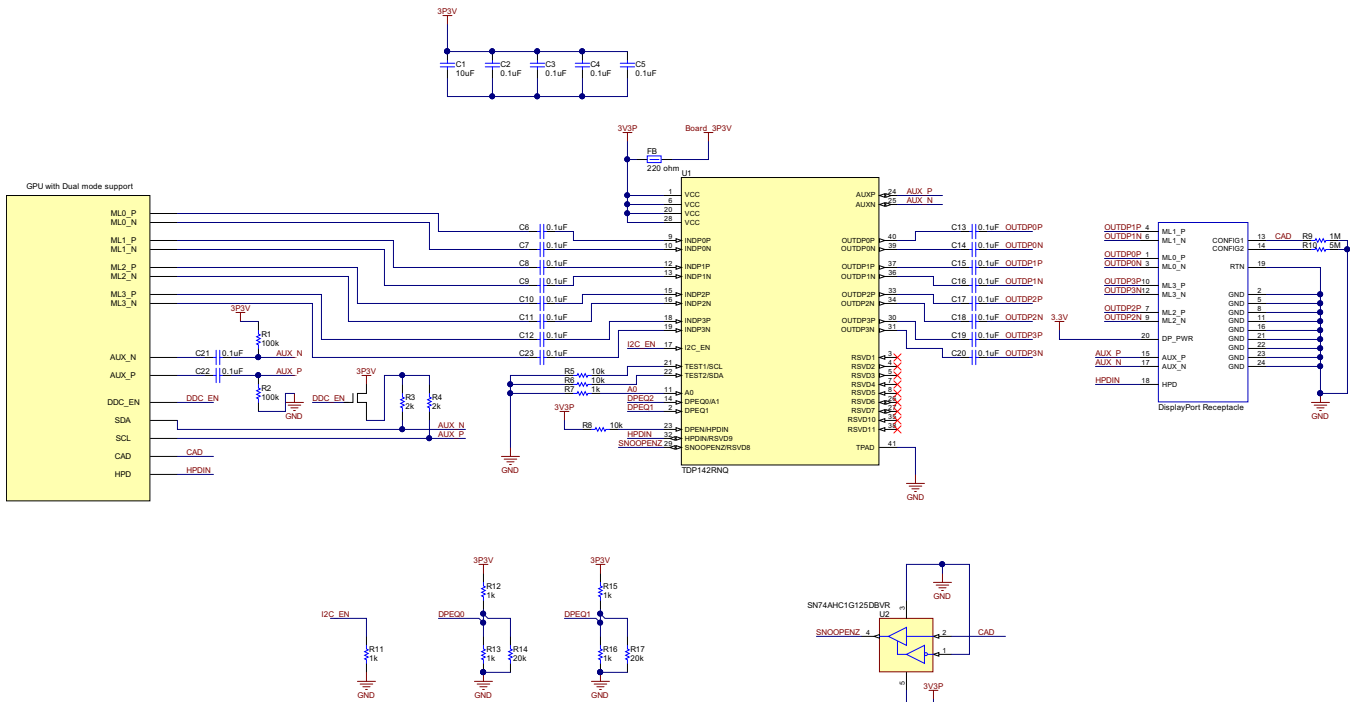 3P3V
C1
10uF
C2
0.1uF
C3
0.1uF
C4
0.1uF
C5
0.1uF
3V3P
Board_3P3V
FB
220 ohm
GPU with Dual mode support
ML0_P
ML0_N
ML1_P
ML1_N
ML2_P
ML2_N
ML3_P
ML3_N
AUX_N
AUX_P
DDC_EN
SDA
SCL
CAD
HPD
3P3V
R1
100k
C21 0.1uF AUX_N
C22 0.1uF AUX_P
R2
100k
GND
DDC_EN
DDC_EN
3P3V
R3
2k
R4
2k
AUX_N
AUX_P
CAD
HPDIN
C6 0.1uF
C7 0.1uF
C8 0.1uF
C9 0.1uF
C10 0.1uF
C11 0.1uF
C12 0.1uF
C23 0.1uF
I2C_EN
R5 10k
R6 10k
R7 1k
A0
DPEQ2
DPEQ1
3V3P
R8 10k
HPDIN
SNOOPENZ
GND
U1
1 VCC
6 VCC
20 VCC
28 VCC
9 INDP0P
10 INDP0N
12 INDP1P
13 INDP1N
15 INDP2P
16 INDP2N
18 INDP3P
19 INDP3N
17 I2C_EN
21 TEST1/SCL
22 TEST2/SDA
11 A0
14 DPEQ0/A1
2 DPEQ1
23 DPEN/HPDIN
32 HPDIN/RSVD9
29 SNOOPENZ/RSVD8
AUXP 24 AUX_P
AUXN 25 AUX_N
OUTDP0P 40
OUTDP0N 39
OUTDP1P 37
OUTDP1N 36
OUTDP2P 33
OUTDP2N 34
OUTDP3P 30
OUTDP3N 31
RSVD1 3
RSVD2 4
RSVD3 5
RSVD4 7
RSVD5 8
RSVD6 26
RSVD7 27
RSVD10 35
RSVD11 38
TPAD 41
TDP142RNQ
GND
C13 0.1uF OUTDP0P
C14 0.1uF OUTDP0N
C15 0.1uF OUTDP1P
C16 0.1uF OUTDP1N
C17 0.1uF OUTDP2P
C18 0.1uF OUTDP2N
C19 0.1uF OUTDP3P
C20 0.1uF OUTDP3N
OUTDP1P 4 ML1_P
OUTDP1N 6 ML1_N
OUTDP0P 1 ML0_P
OUTDP0N 3 ML0_N
OUTDP3P 10 ML3_P
OUTDP3N 12 ML3_N
OUTDP2P 7 ML2_P
OUTDP2N 9 ML2_N
3.3V
20 DP_PWR
AUX_P 15 AUX_P
AUX_N 17 AUX_N
HPDIN 18 HPD
CONFIG1 13 CAD R9 1M
CONFIG2 14 R10 5M
RTN 19
GND 2
GND 5
GND 8
GND 11
GND 16
GND 21
GND 22
GND 23
GND 24
DisplayPort Receptacle
GND
I2C_EN
R11
1k
GND
3P3V
R12
1k
DPEQ0
R13
1k
R14
20k
GND
3P3V
R15
1k
DPEQ1
R16
1k
R17
20k
GND
GND
SN74AHC1G125DBVR
U2
3
SNOOPENZ 4
2 CAD
1
5
3V3P